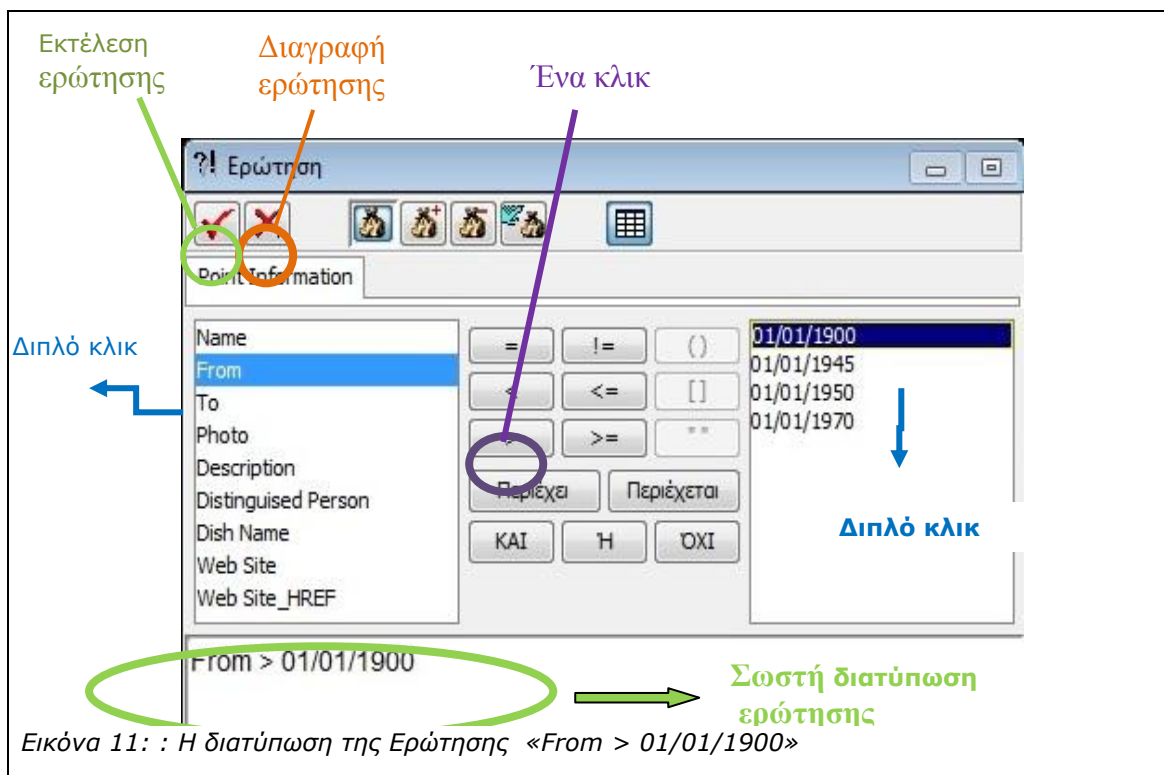 Εκτέλεση
ερώτησης
Διαγραφή
ερώτησης
Ένα κλικ
?! Ερώτηση
Point Information
Διπλό κλικ
Name
From
To
Photo
Description
Distinguised Person
Dish Name
Web Site
Web Site_HREF
= != ()
< <= []
> >= ""
Περιέχει Περιέχεται
ΚΑΙ Ή ΌΧΙ
01/01/1900
01/01/1945
01/01/1950
01/01/1970
Διπλό κλικ
From > 01/01/1900
Σωστή διατύπωση
ερώτησης
Εικόνα 11: : Η διατύπωση της Ερώτησης «From > 01/01/1900»